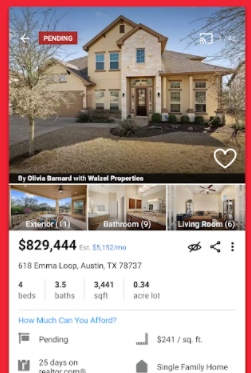 PENDING
1 / 42
By Olivia Barnard with Walzel Properties
Exterior (11) Bathroom (9) Living Room (6)
$829,444 Est. $5,152/mo
618 Emma Loop, Austin, TX 78737
4 3.5 3,441 0.34
beds baths sqft acre lot
How Much Can You Afford?
Pending $241 / sq. ft.
25 days on Single Family Home
realtor.com®